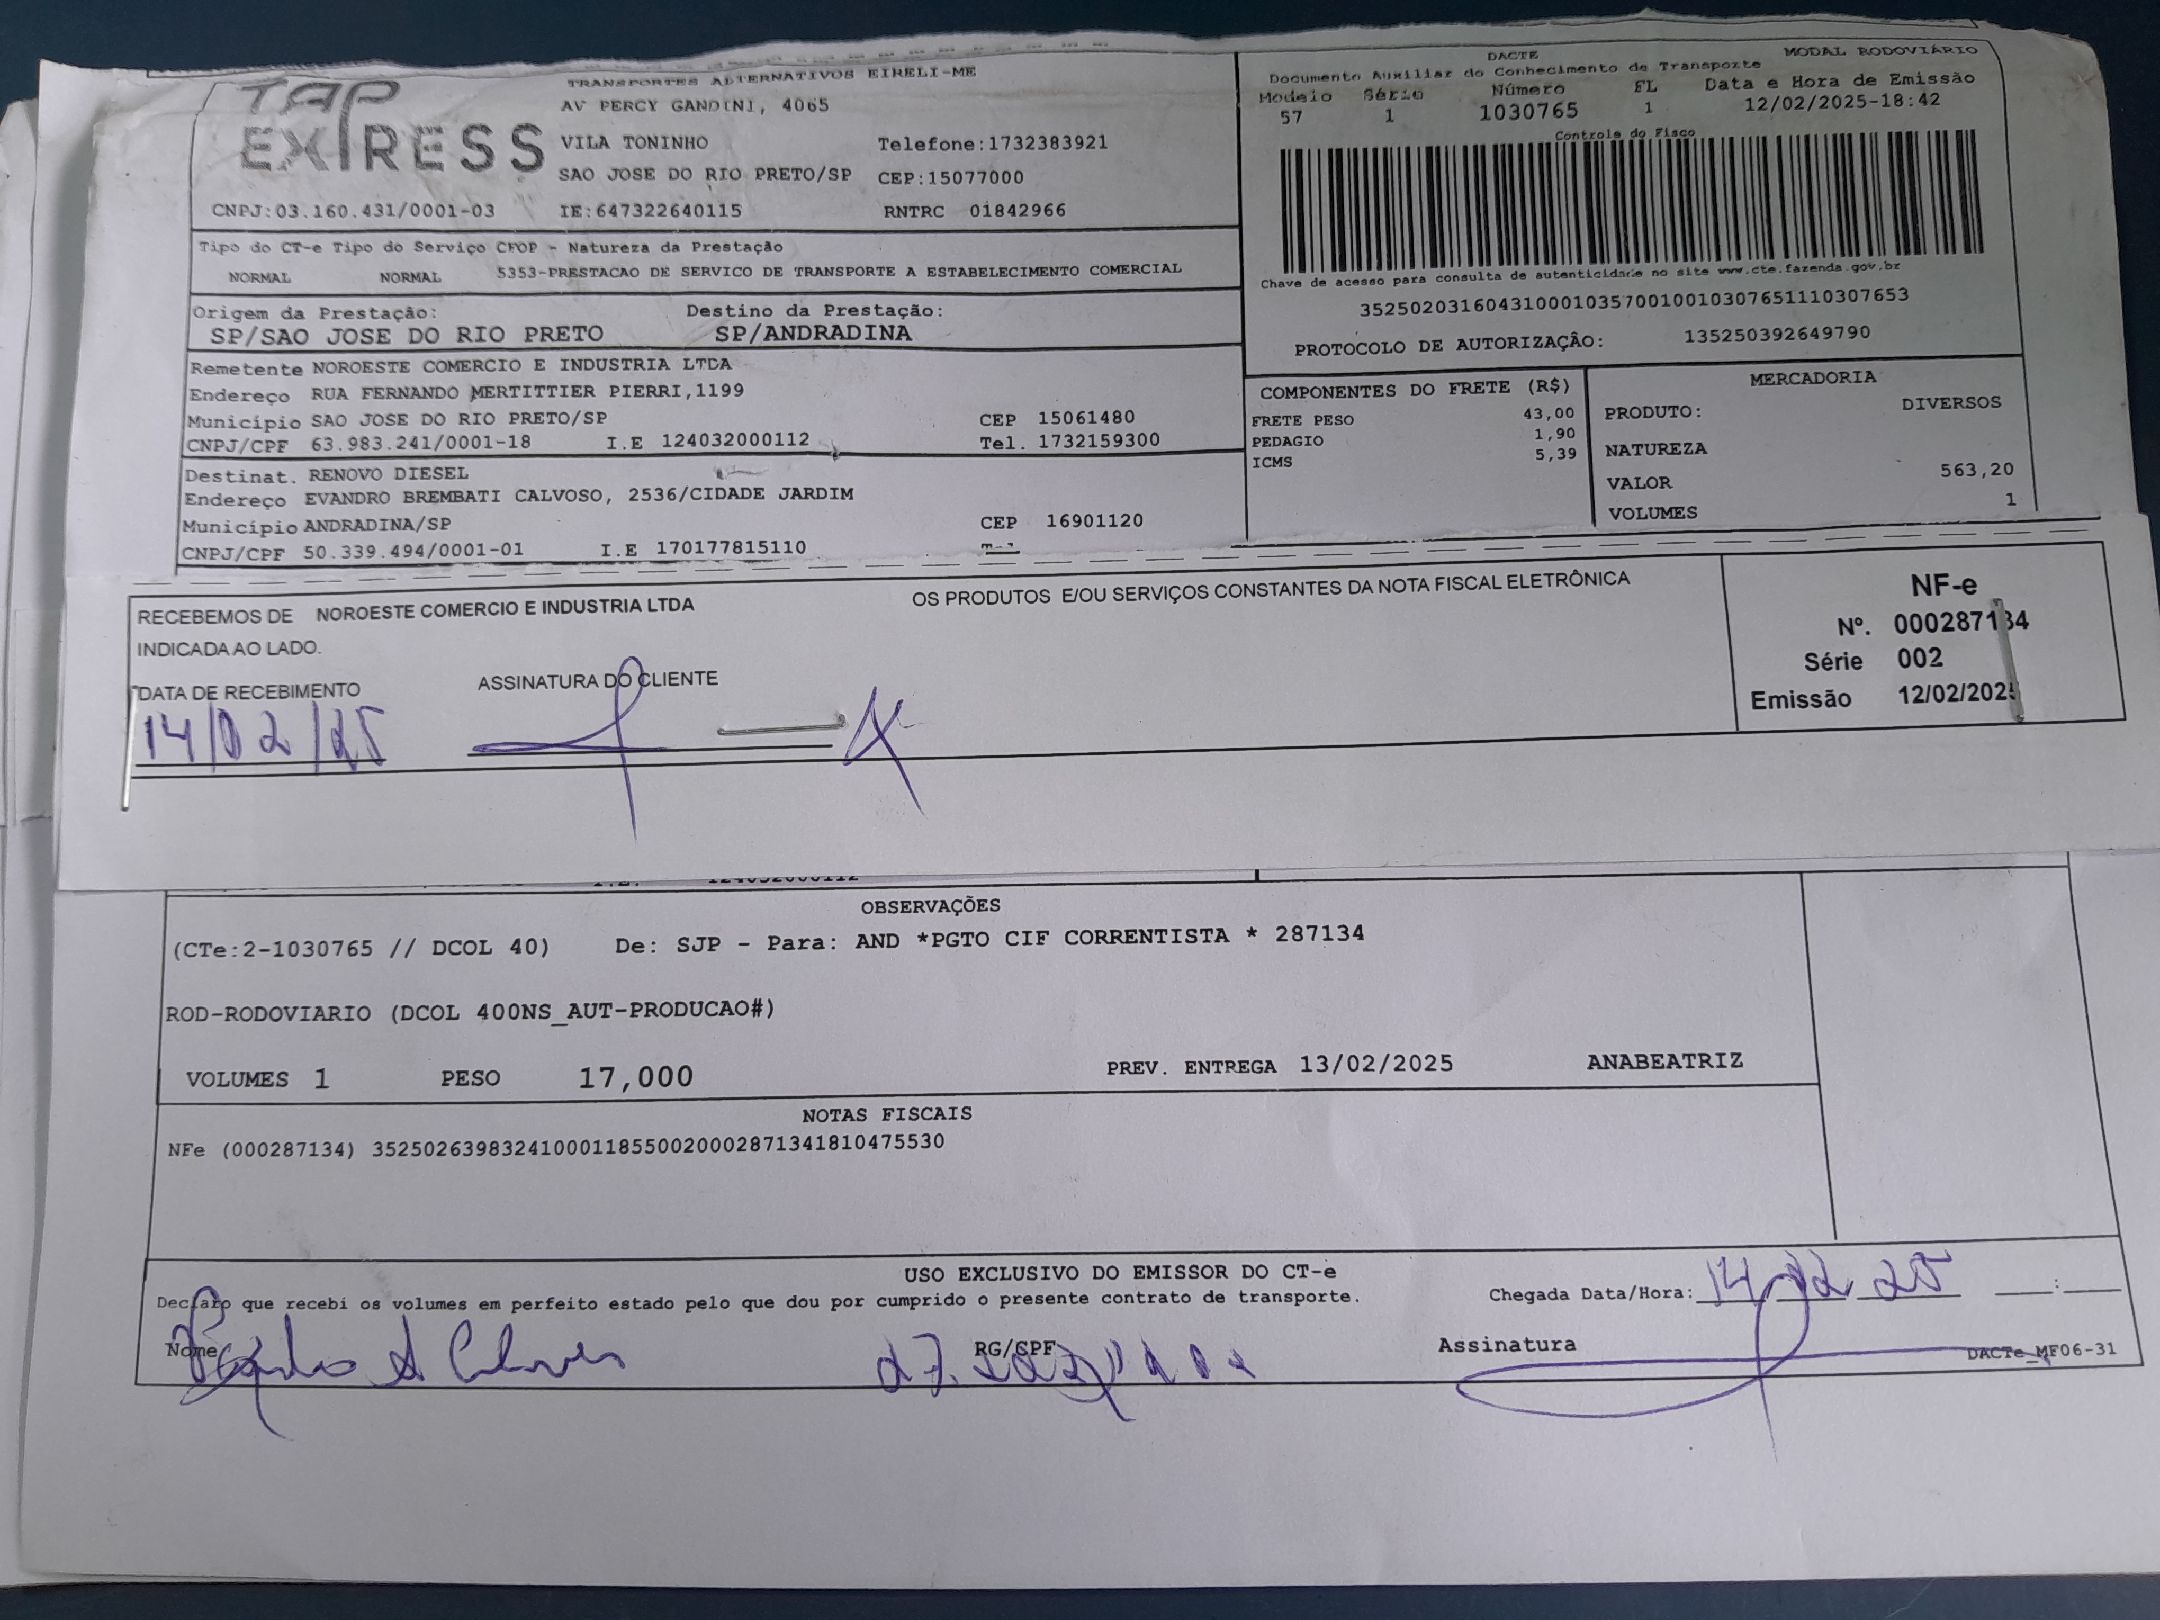 TAP
EXPRESS
TRANSPORTES ALTERNATIVOS EIRELI-ME
AV PERCY GANDINI, 4065
VILA TONINHO Telefone:1732383921
SAO JOSE DO RIO PRETO/SP CEP:15077000
CNPJ:03.160.431/0001-03 IE:647322640115 RNTRC 01842966
Tipo do CT-e Tipo do Serviço CFOP - Natureza da Prestação
NORMAL NORMAL 5353-PRESTACAO DE SERVICO DE TRANSPORTE A ESTABELECIMENTO COMERCIAL
Origem da Prestação: Destino da Prestação:
SP/SAO JOSE DO RIO PRETO SP/ANDRADINA
Remetente NOROESTE COMERCIO E INDUSTRIA LTDA
Endereço RUA FERNANDO MERTITTIER PIERRI,1199
Município SAO JOSE DO RIO PRETO/SP CEP 15061480
CNPJ/CPF 63.983.241/0001-18 I.E 124032000112 Tel. 1732159300
Destinat. RENOVO DIESEL
Endereço EVANDRO BREMBATI CALVOSO, 2536/CIDADE JARDIM
Município ANDRADINA/SP CEP 16901120
CNPJ/CPF 50.339.494/0001-01 I.E 170177815110
DACTE MODAL RODOVIÁRIO
Documento Auxiliar do Conhecimento de Transporte
Modelo Série Número FL Data e Hora de Emissão
57 1 1030765 1 12/02/2025-18:42
Controle do Fisco
Chave de acesso para consulta de autenticidade no site www.cte.fazenda.gov.br
35250203160431000103570010010307651110307653
PROTOCOLO DE AUTORIZAÇÂO: 135250392649790
COMPONENTES DO FRETE (R$)
FRETE PESO 43,00
PEDAGIO 1,90
ICMS 5,39
MERCADORIA
PRODUTO: DIVERSOS
NATUREZA
VALOR 563,20
VOLUMES 1
RECEBEMOS DE NOROESTE COMERCIO E INDUSTRIA LTDA OS PRODUTOS E/OU SERVIÇOS CONSTANTES DA NOTA FISCAL ELETRÔNICA
INDICADA AO LADO.
DATA DE RECEBIMENTO ASSINATURA DO CLIENTE
14/02/25
NF-e
Nº. 000287134
Série 002
Emissão 12/02/2025
OBSERVAÇÕES
(CTe:2-1030765 // DCOL 40) De: SJP - Para: AND *PGTO CIF CORRENTISTA * 287134
ROD-RODOVIARIO (DCOL 400NS_AUT-PRODUCAO#)
VOLUMES 1 PESO 17,000 PREV. ENTREGA 13/02/2025 ANABEATRIZ
NOTAS FISCAIS
NFe (000287134) 35250263983241000118550020002871341810475530
USO EXCLUSIVO DO EMISSOR DO CT-e
Declaro que recebi os volumes em perfeito estado pelo que dou por cumprido o presente contrato de transporte.
Chegada Data/Hora: 14 02 25 :
Nome RG/CPF Assinatura
DACTe_MF06-31